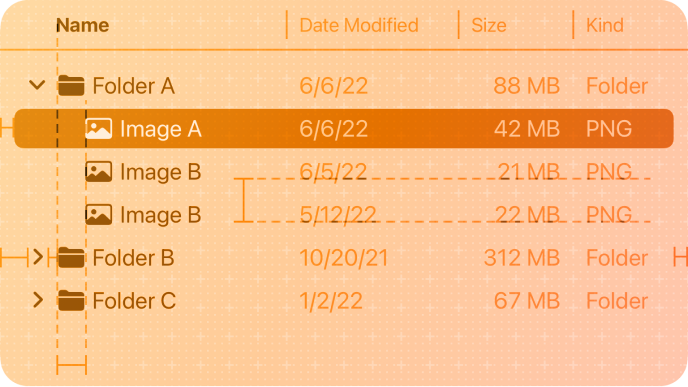 Name Date Modified Size Kind
Folder A 6/6/22 88 MB Folder
Image A 6/6/22 42 MB PNG
Image B 6/5/22 21 MB PNG
Image B 5/12/22 22 MB PNG
Folder B 10/20/21 312 MB Folder
Folder C 1/2/22 67 MB Folder